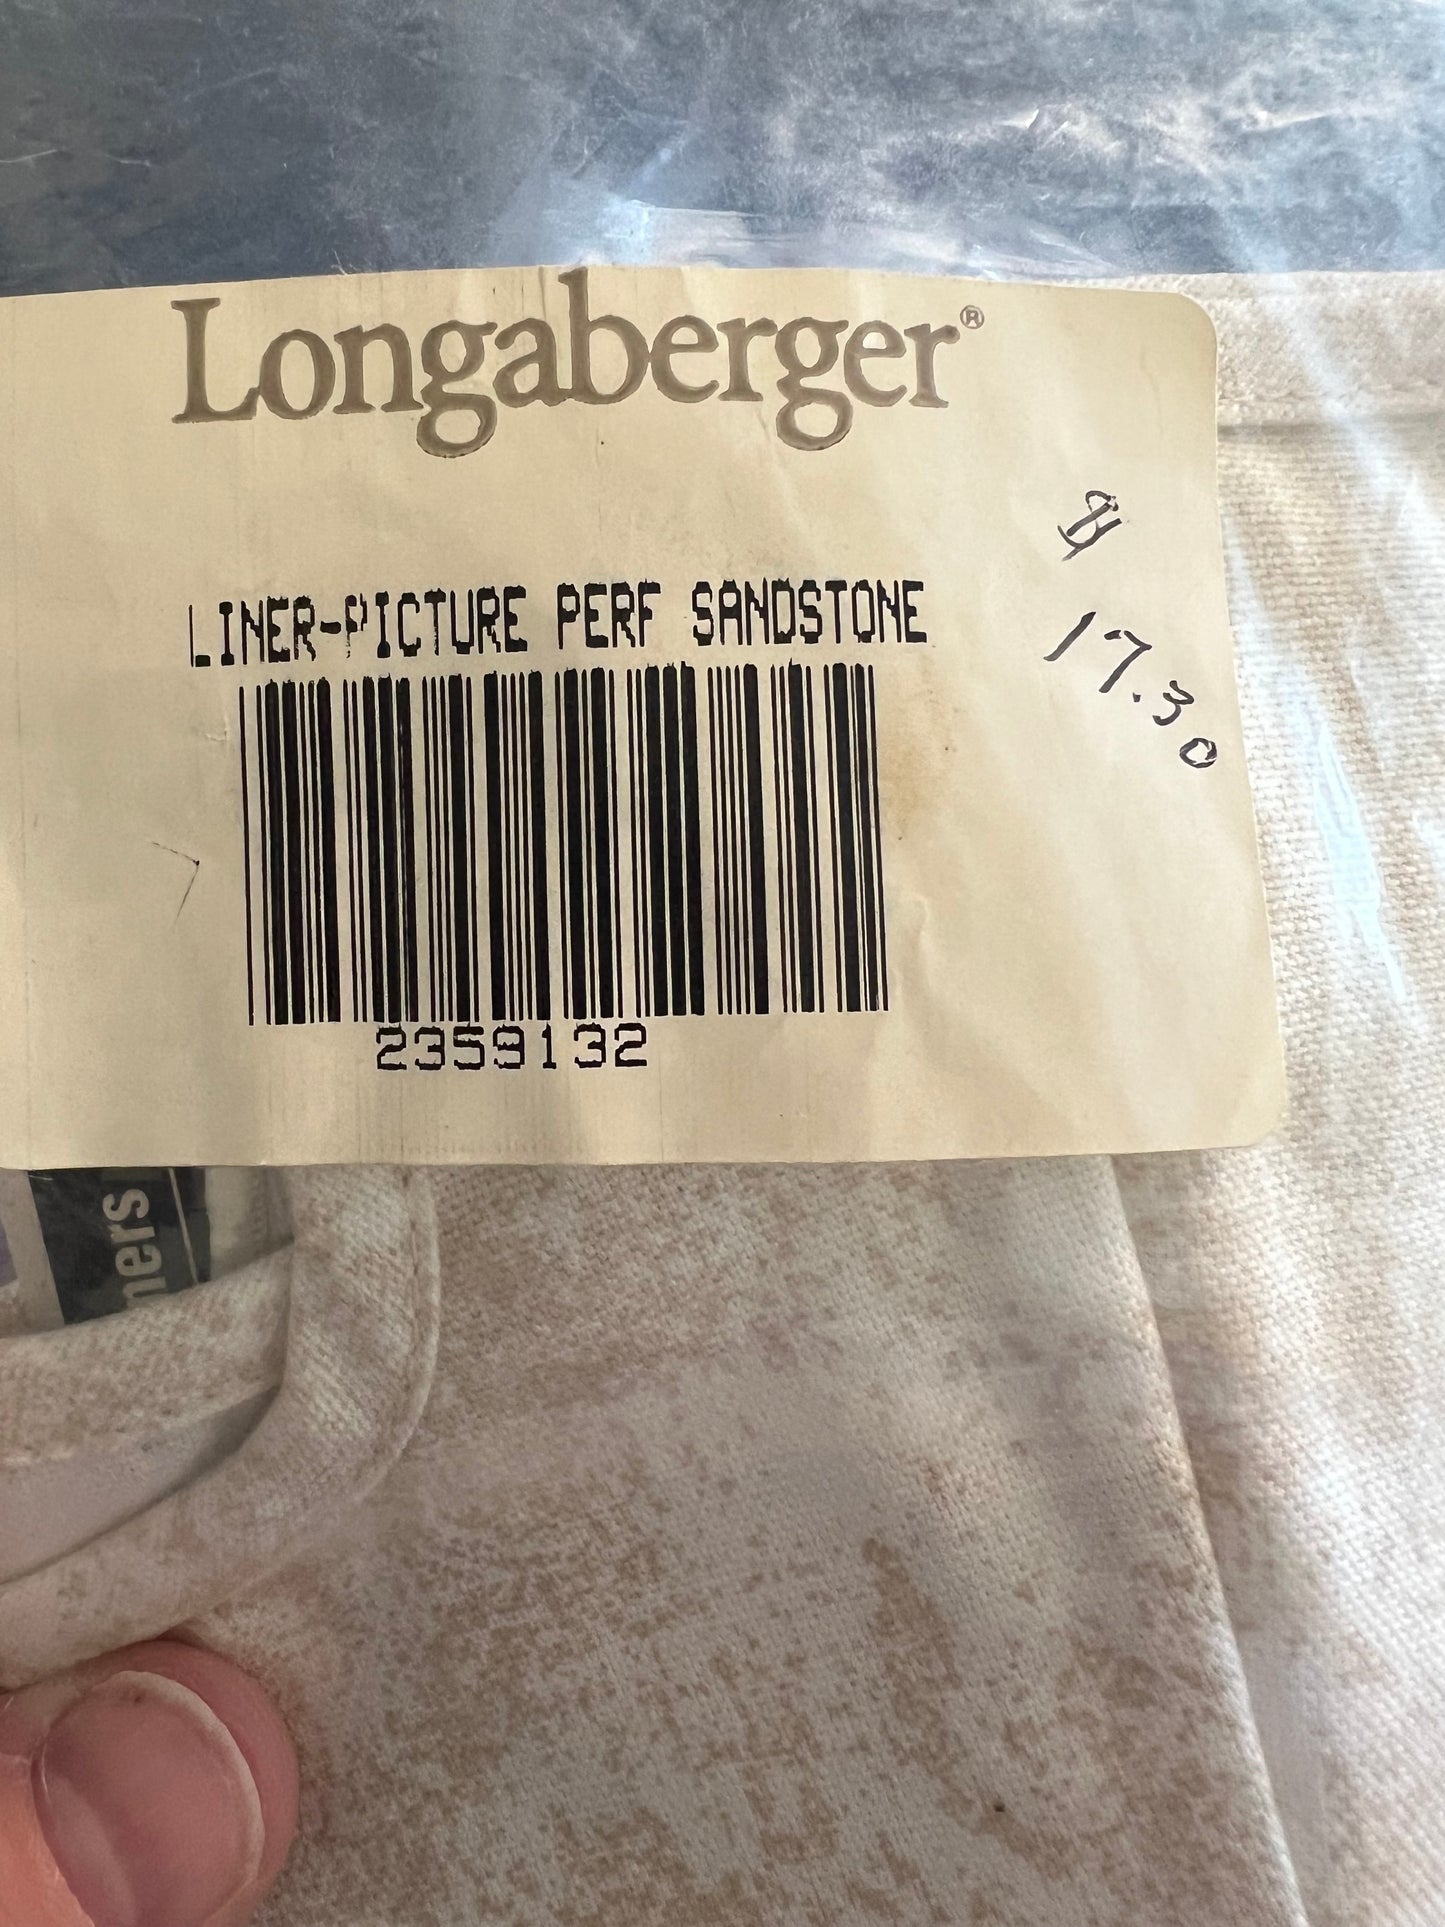 Longaberger®
$
17.30
LINER-PICTURE PERF SANDSTONE
2359132